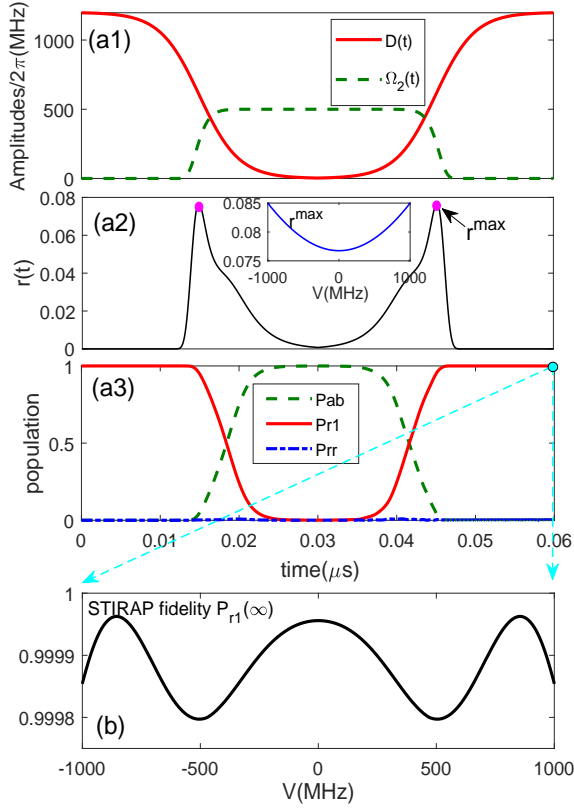 (a1)
Amplitudes/2π(MHz)
1000
500
0
D(t)
Ω2(t)
(a2)
r(t)
0.08
0.06
0.04
0.02
0
0.085
0.08
0.075
r^max
-1000 0 1000
V(MHz)
r^max
(a3)
population
1
0.5
0
Pab
Pr1
Prr
0 0.01 0.02 0.03 0.04 0.05 0.06
time(μs)
STIRAP fidelity P_r1(∞)
1
0.9999
0.9998
(b)
-1000 -500 0 500 1000
V(MHz)